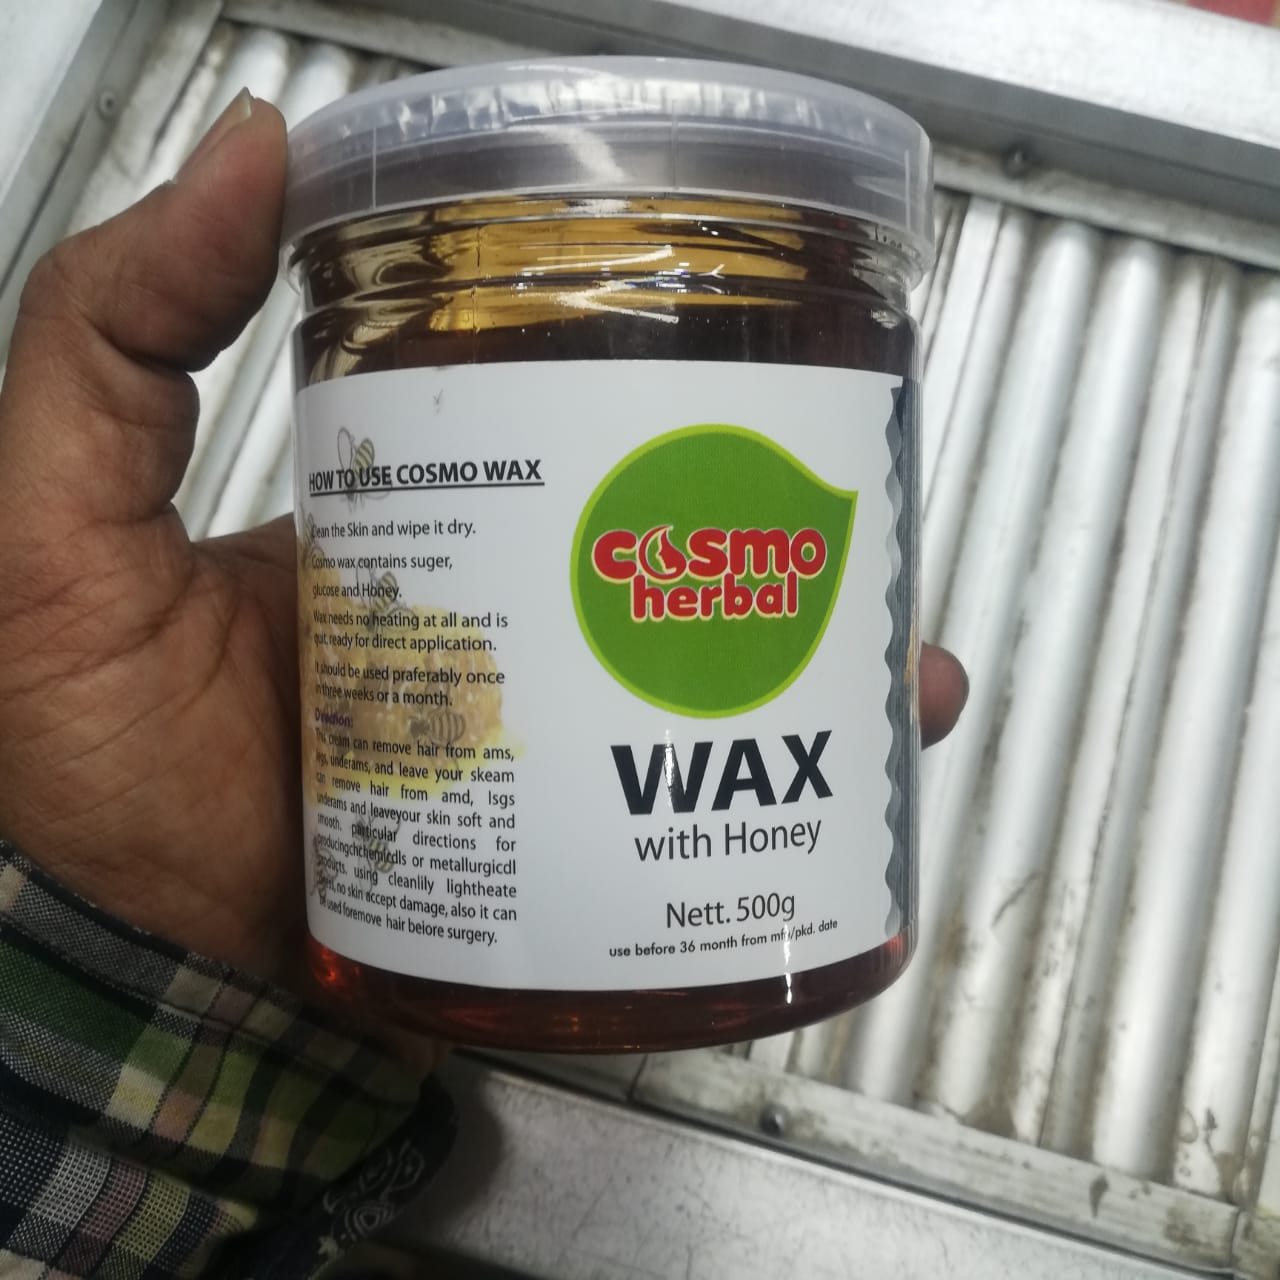 HOW TO USE COSMO WAX
Clean the Skin and wipe it dry.
Cosmo wax contains suger,
glucose and Honey.
Wax needs no heating at all and is
quit ready for direct application.
It should be used praferably once
in three weeks or a month.
Direction:
This cream can remove hair from ams,
legs, underams, and leave your skeam
can remove hair from amd, lsgs
underams and leaveyour skin soft and
smooth. particular directions for
producingchchemicdls or metallurgicdl
products. using cleanlily lightheate
no skin accept damage, also it can
be used foremove hair beiore surgery.
cosmo
herbal
WAX
with Honey
Nett. 500g
use before 36 month from mfg/pkd. date